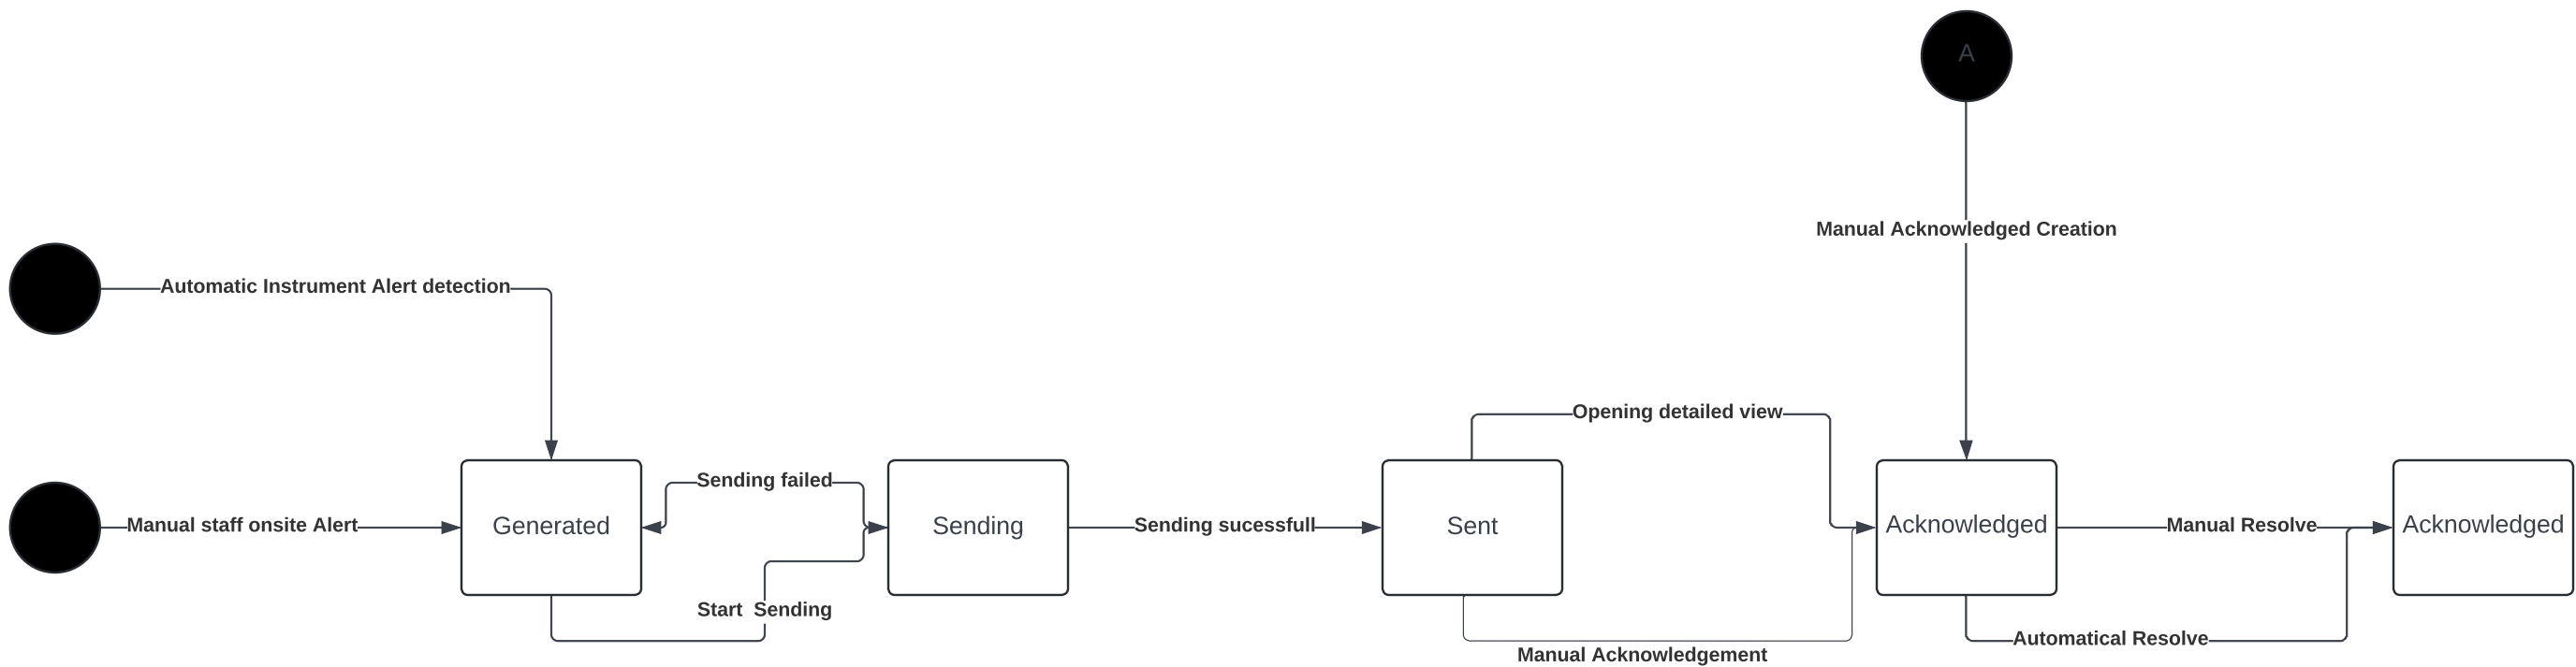 A
Manual Acknowledged Creation
Automatic Instrument Alert detection
Opening detailed view
Sending failed
Manual staff onsite Alert
Generated
Sending
Sending sucessfull
Sent
Acknowledged
Manual Resolve
Acknowledged
Start  Sending
Automatical Resolve
Manual Acknowledgement